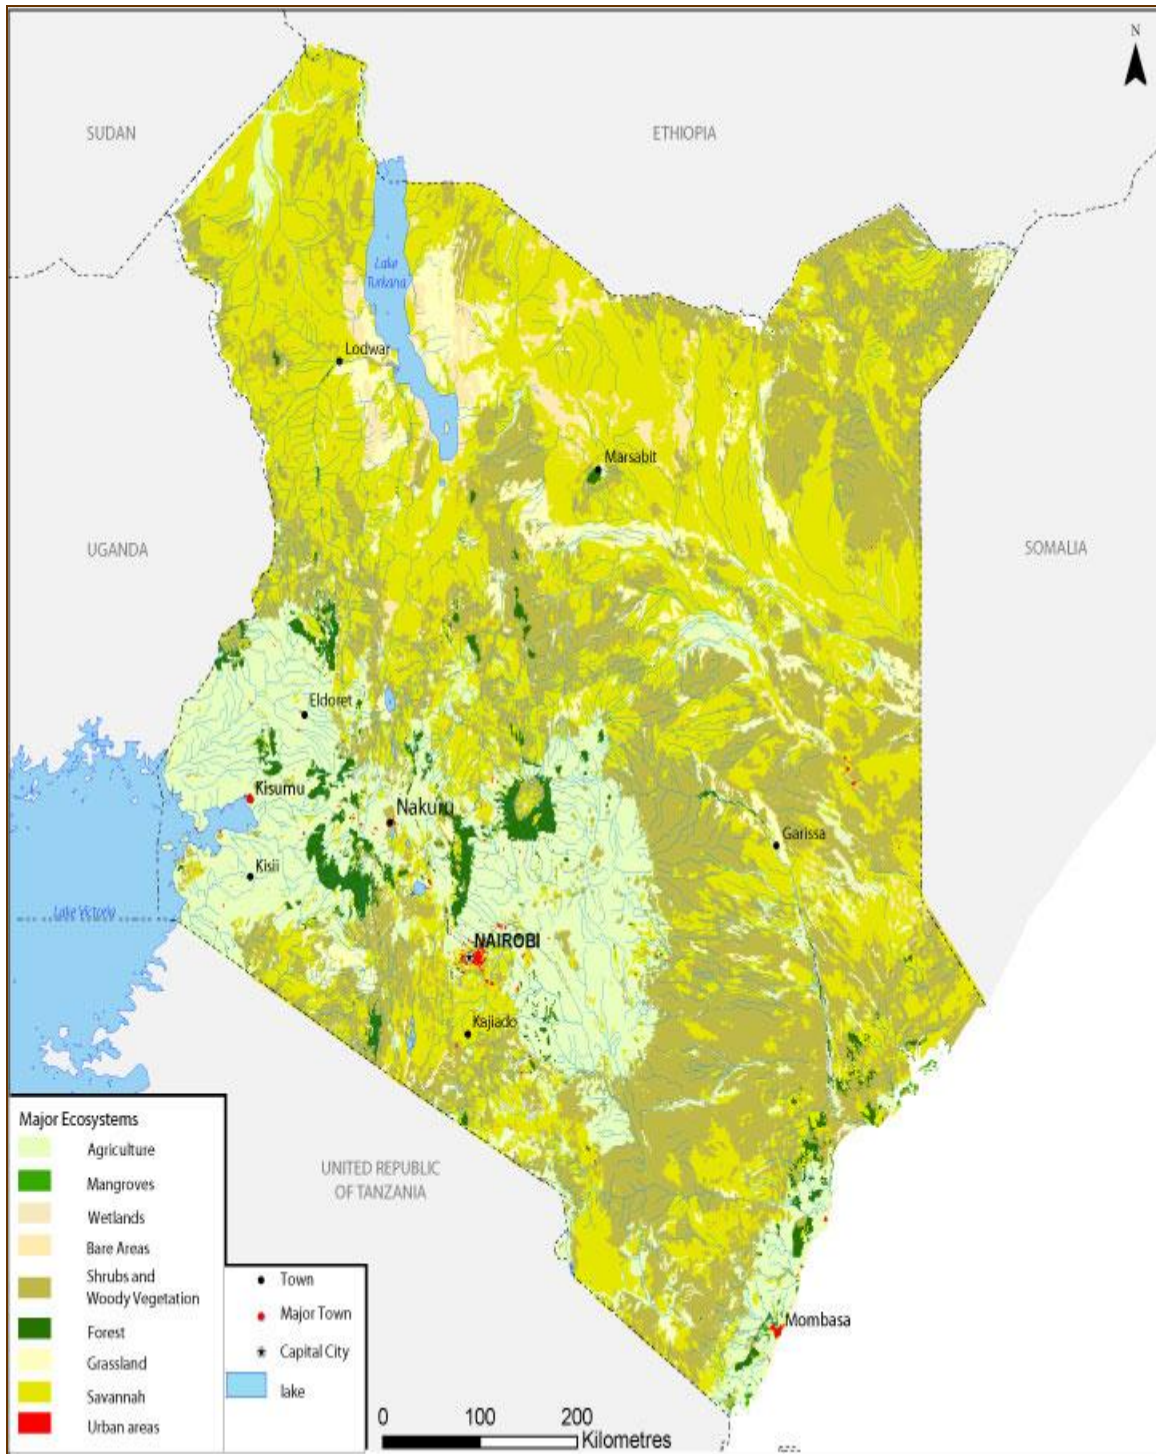 N
SUDAN
ETHIOPIA
Lake
Turkana
Lodwar
Marsabit
UGANDA
SOMALIA
Eldoret
Kisumu
Nakuru
Garissa
Kisii
Lake Victoria
NAIROBI
Kajiado
UNITED REPUBLIC
OF TANZANIA
Mombasa
Major Ecosystems
Agriculture
Mangroves
Wetlands
Bare Areas
Shrubs and
Woody Vegetation
Forest
Grassland
Savannah
Urban areas
Town
Major Town
Capital City
lake
0 100 200
Kilometres